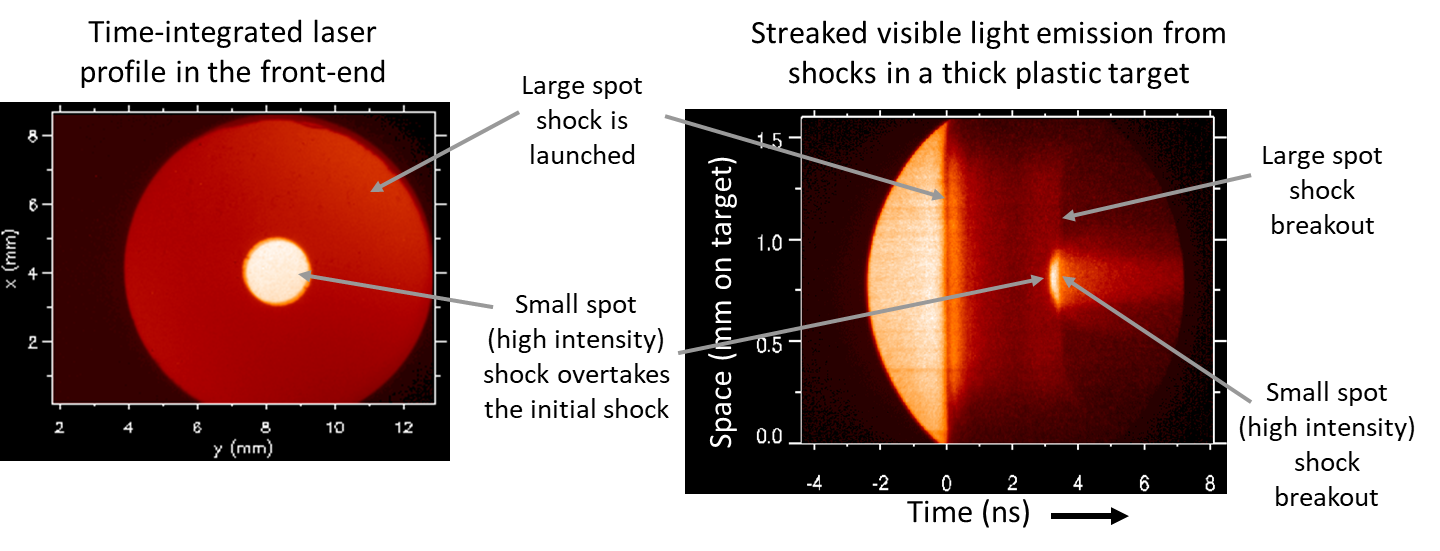 Time-integrated laser
profile in the front-end
Streaked visible light emission from
shocks in a thick plastic target
Large spot
shock is
launched
Small spot
(high intensity)
shock overtakes
the initial shock
Large spot
shock
breakout
Small spot
(high intensity)
shock
breakout
8
6
4
2
x (mm)
2 4 6 8 10 12
y (mm)
1.5
1.0
0.5
0.0
Space (mm on target)
-4 -2 0 2 4 6 8
Time (ns)